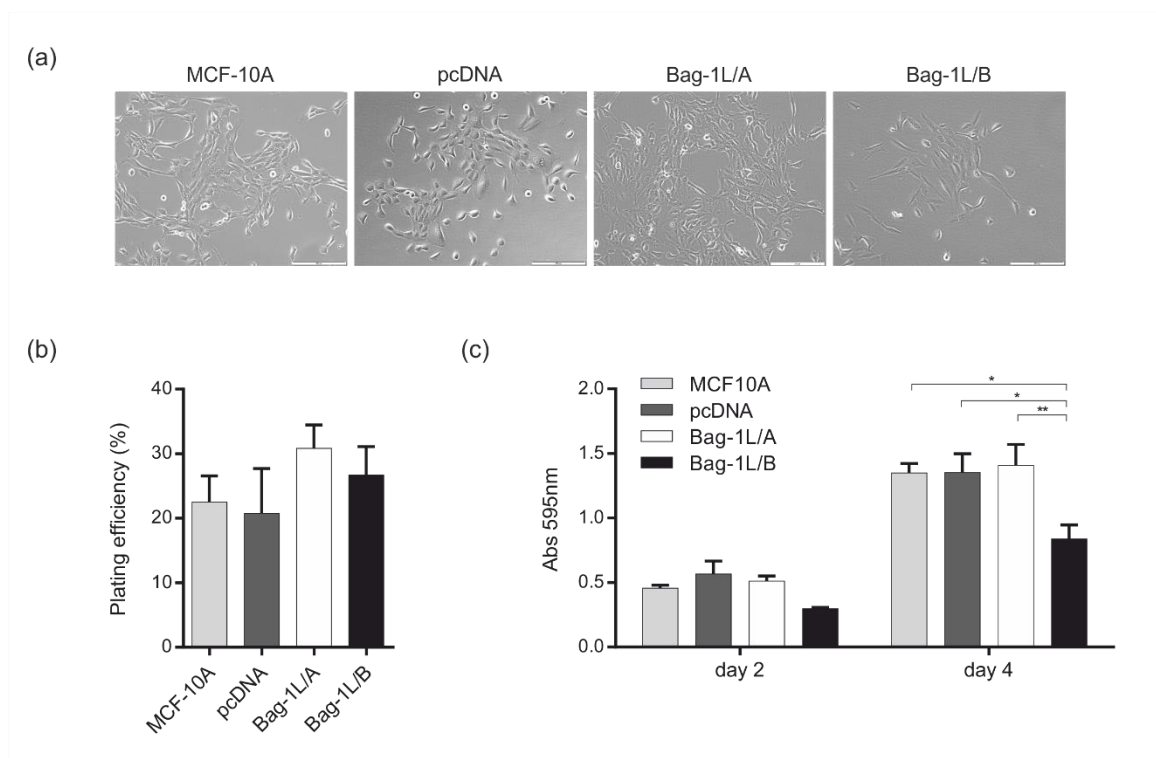 (a)
MCF-10A pcDNA Bag-1L/A Bag-1L/B
(b)
Plating efficiency (%)
40
30
20
10
0
MCF-10A pcDNA Bag-1L/A Bag-1L/B
(c)
MCF10A
pcDNA
Bag-1L/A
Bag-1L/B
Abs 595nm
2.0
1.5
1.0
0.5
0.0
*
*
**
day 2 day 4